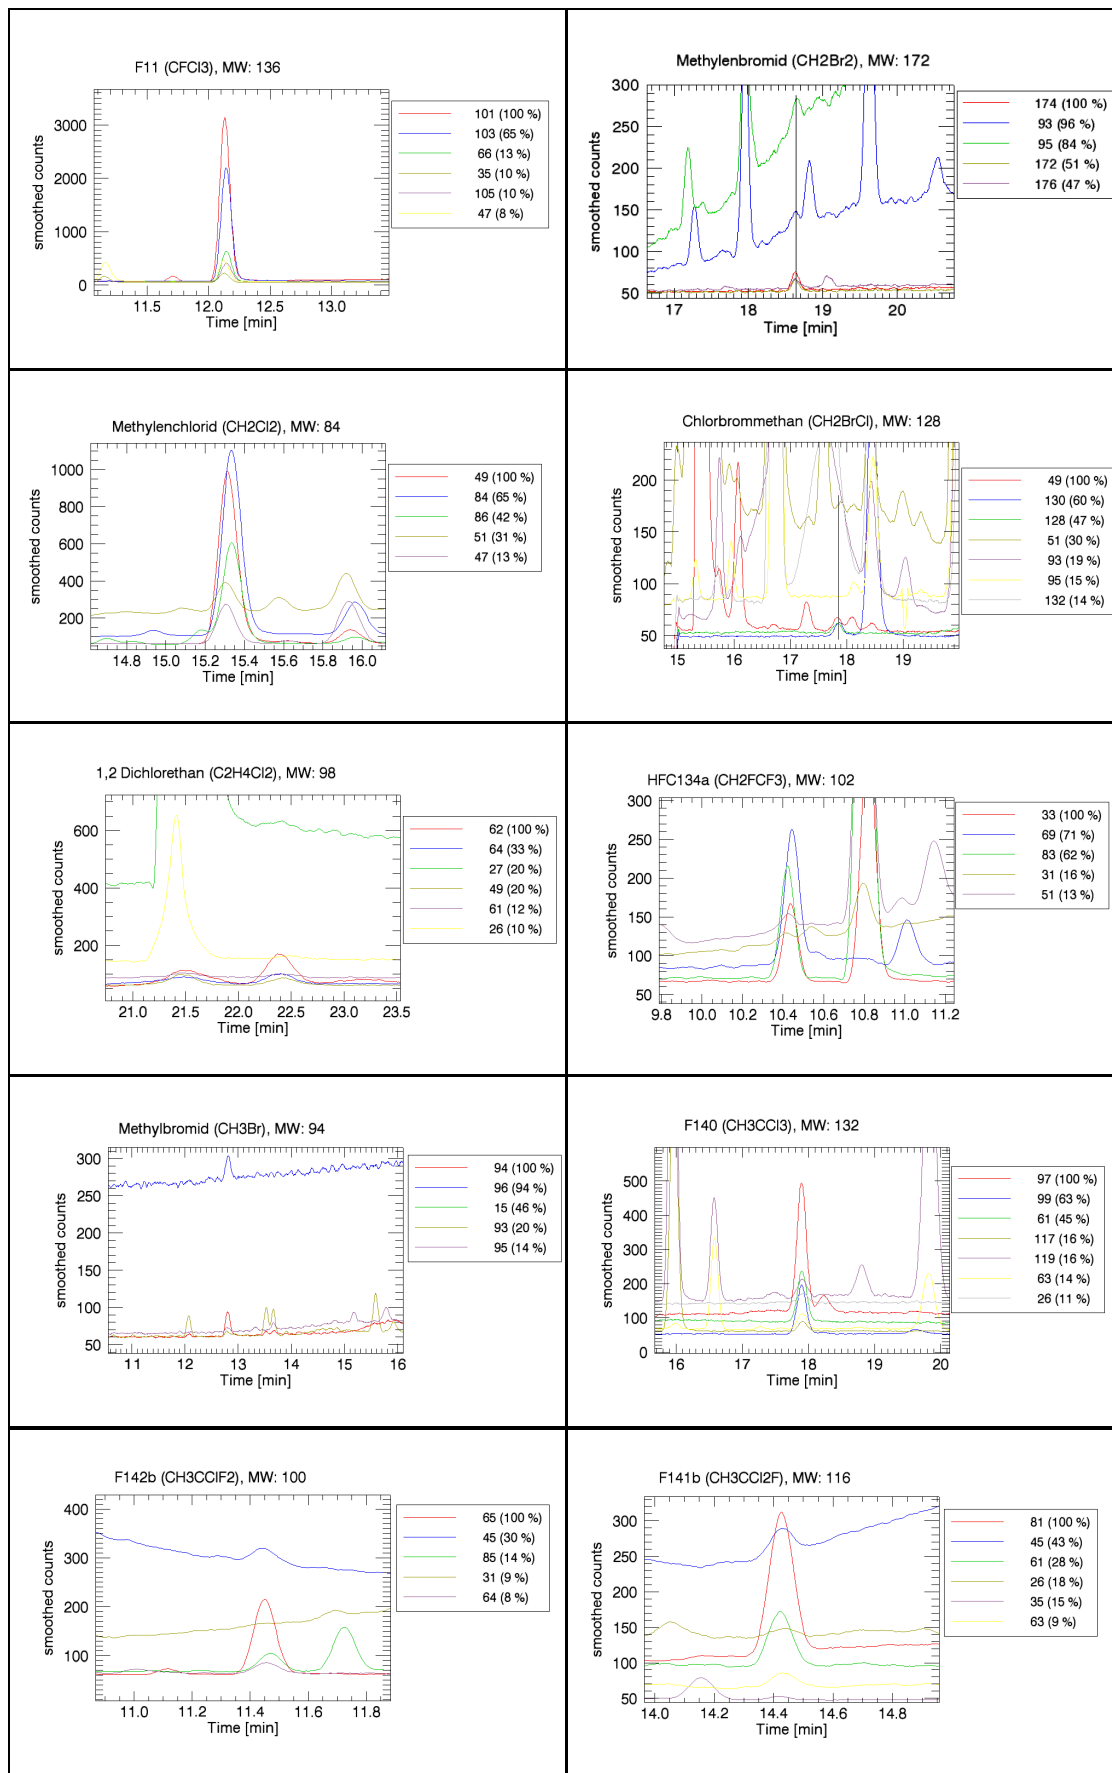 F11 (CFCl3), MW: 136
smoothed counts
3000
2000
1000
0
11.5 12.0 12.5 13.0
Time [min]
101 (100 %)
103 (65 %)
66 (13 %)
35 (10 %)
105 (10 %)
47 (8 %)
Methylenbromid (CH2Br2), MW: 172
smoothed counts
300
250
200
150
100
50
17 18 19 20
Time [min]
174 (100 %)
93 (96 %)
95 (84 %)
172 (51 %)
176 (47 %)
Methylenchlorid (CH2Cl2), MW: 84
smoothed counts
1000
800
600
400
200
14.8 15.0 15.2 15.4 15.6 15.8 16.0
Time [min]
49 (100 %)
84 (65 %)
86 (42 %)
51 (31 %)
47 (13 %)
Chlorbrommethan (CH2BrCl), MW: 128
smoothed counts
200
150
100
50
15 16 17 18 19
Time [min]
49 (100 %)
130 (60 %)
128 (47 %)
51 (30 %)
93 (19 %)
95 (15 %)
132 (14 %)
1,2 Dichlorethan (C2H4Cl2), MW: 98
smoothed counts
600
400
200
21.0 21.5 22.0 22.5 23.0 23.5
Time [min]
62 (100 %)
64 (33 %)
27 (20 %)
49 (20 %)
61 (12 %)
26 (10 %)
HFC134a (CH2FCF3), MW: 102
smoothed counts
300
250
200
150
100
50
9.8 10.0 10.2 10.4 10.6 10.8 11.0 11.2
Time [min]
33 (100 %)
69 (71 %)
83 (62 %)
31 (16 %)
51 (13 %)
Methylbromid (CH3Br), MW: 94
smoothed counts
300
250
200
150
100
50
11 12 13 14 15 16
Time [min]
94 (100 %)
96 (94 %)
15 (46 %)
93 (20 %)
95 (14 %)
F140 (CH3CCl3), MW: 132
smoothed counts
500
400
300
200
100
0
16 17 18 19 20
Time [min]
97 (100 %)
99 (63 %)
61 (45 %)
117 (16 %)
119 (16 %)
63 (14 %)
26 (11 %)
F142b (CH3CClF2), MW: 100
smoothed counts
400
300
200
100
11.0 11.2 11.4 11.6 11.8
Time [min]
65 (100 %)
45 (30 %)
85 (14 %)
31 (9 %)
64 (8 %)
F141b (CH3CCl2F), MW: 116
smoothed counts
300
250
200
150
100
50
14.0 14.2 14.4 14.6 14.8
Time [min]
81 (100 %)
45 (43 %)
61 (28 %)
26 (18 %)
35 (15 %)
63 (9 %)